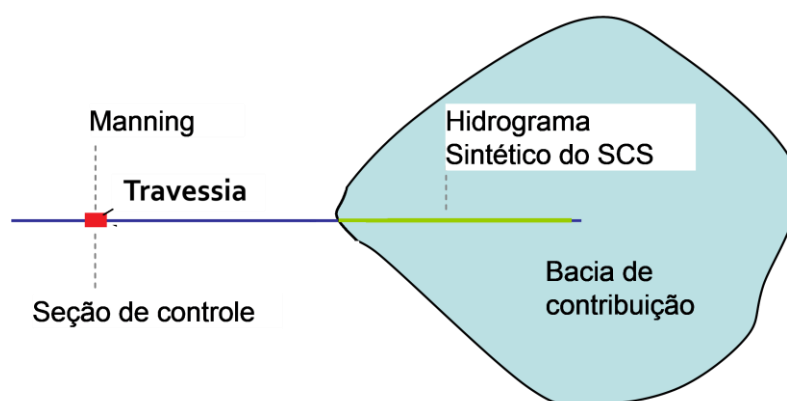 Manning
Hidrograma
Sintético do SCS
Travessia
Seção de controle
Bacia de
contribuição